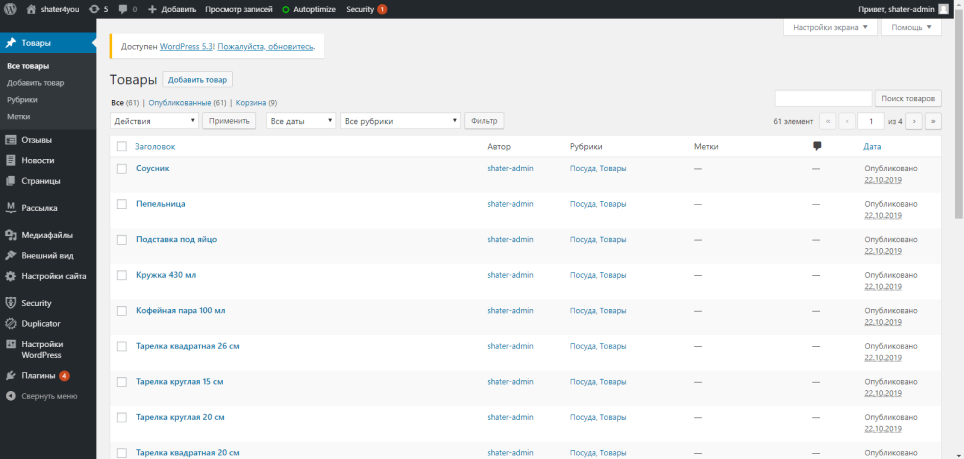 shater4you 5 0 Добавить Просмотр записей Autoptimize Security 1 Привет, shater-admin
Настройки экрана Помощь
Товары
Все товары
Добавить товар
Рубрики
Метки
Отзывы
Новости
Страницы
Рассылка
Медиафайлы
Внешний вид
Настройки сайта
Security
Duplicator
Настройки
WordPress
Плагины 4
Свернуть меню
Доступен WordPress 5.3! Пожалуйста, обновитесь.
Товары Добавить товар
Все (61) | Опубликованные (61) | Корзина (9)
Поиск товаров
Действия Применить Все даты Все рубрики Фильтр 61 элемент « ‹ 1 из 4 › »
Заголовок Автор Рубрики Метки Дата
Соусник shater-admin Посуда, Товары — — Опубликовано
22.10.2019
Пепельница shater-admin Посуда, Товары — — Опубликовано
22.10.2019
Подставка под яйцо shater-admin Посуда, Товары — — Опубликовано
22.10.2019
Кружка 430 мл shater-admin Посуда, Товары — — Опубликовано
22.10.2019
Кофейная пара 100 мл shater-admin Посуда, Товары — — Опубликовано
22.10.2019
Тарелка квадратная 26 см shater-admin Посуда, Товары — — Опубликовано
22.10.2019
Тарелка круглая 15 см shater-admin Посуда, Товары — — Опубликовано
22.10.2019
Тарелка круглая 20 см shater-admin Посуда, Товары — — Опубликовано
22.10.2019
Тарелка квадратная 20 см shater-admin Посуда, Товары — — Опубликовано